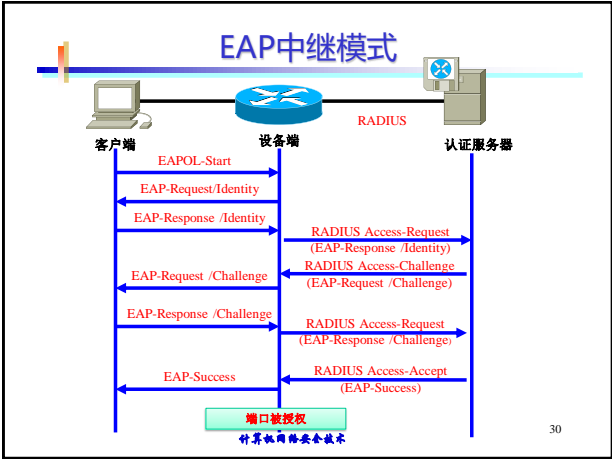 EAP中继模式
RADIUS
客户端
设备端
认证服务器
EAPOL-Start
EAP-Request/Identity
EAP-Response /Identity
RADIUS Access-Request
(EAP-Response /Identity)
RADIUS Access-Challenge
(EAP-Request /Challenge)
EAP-Request /Challenge
EAP-Response /Challenge
RADIUS Access-Request
(EAP-Response /Challenge)
RADIUS Access-Accept
(EAP-Success)
EAP-Success
端口被授权
计算机网络安全技术
30